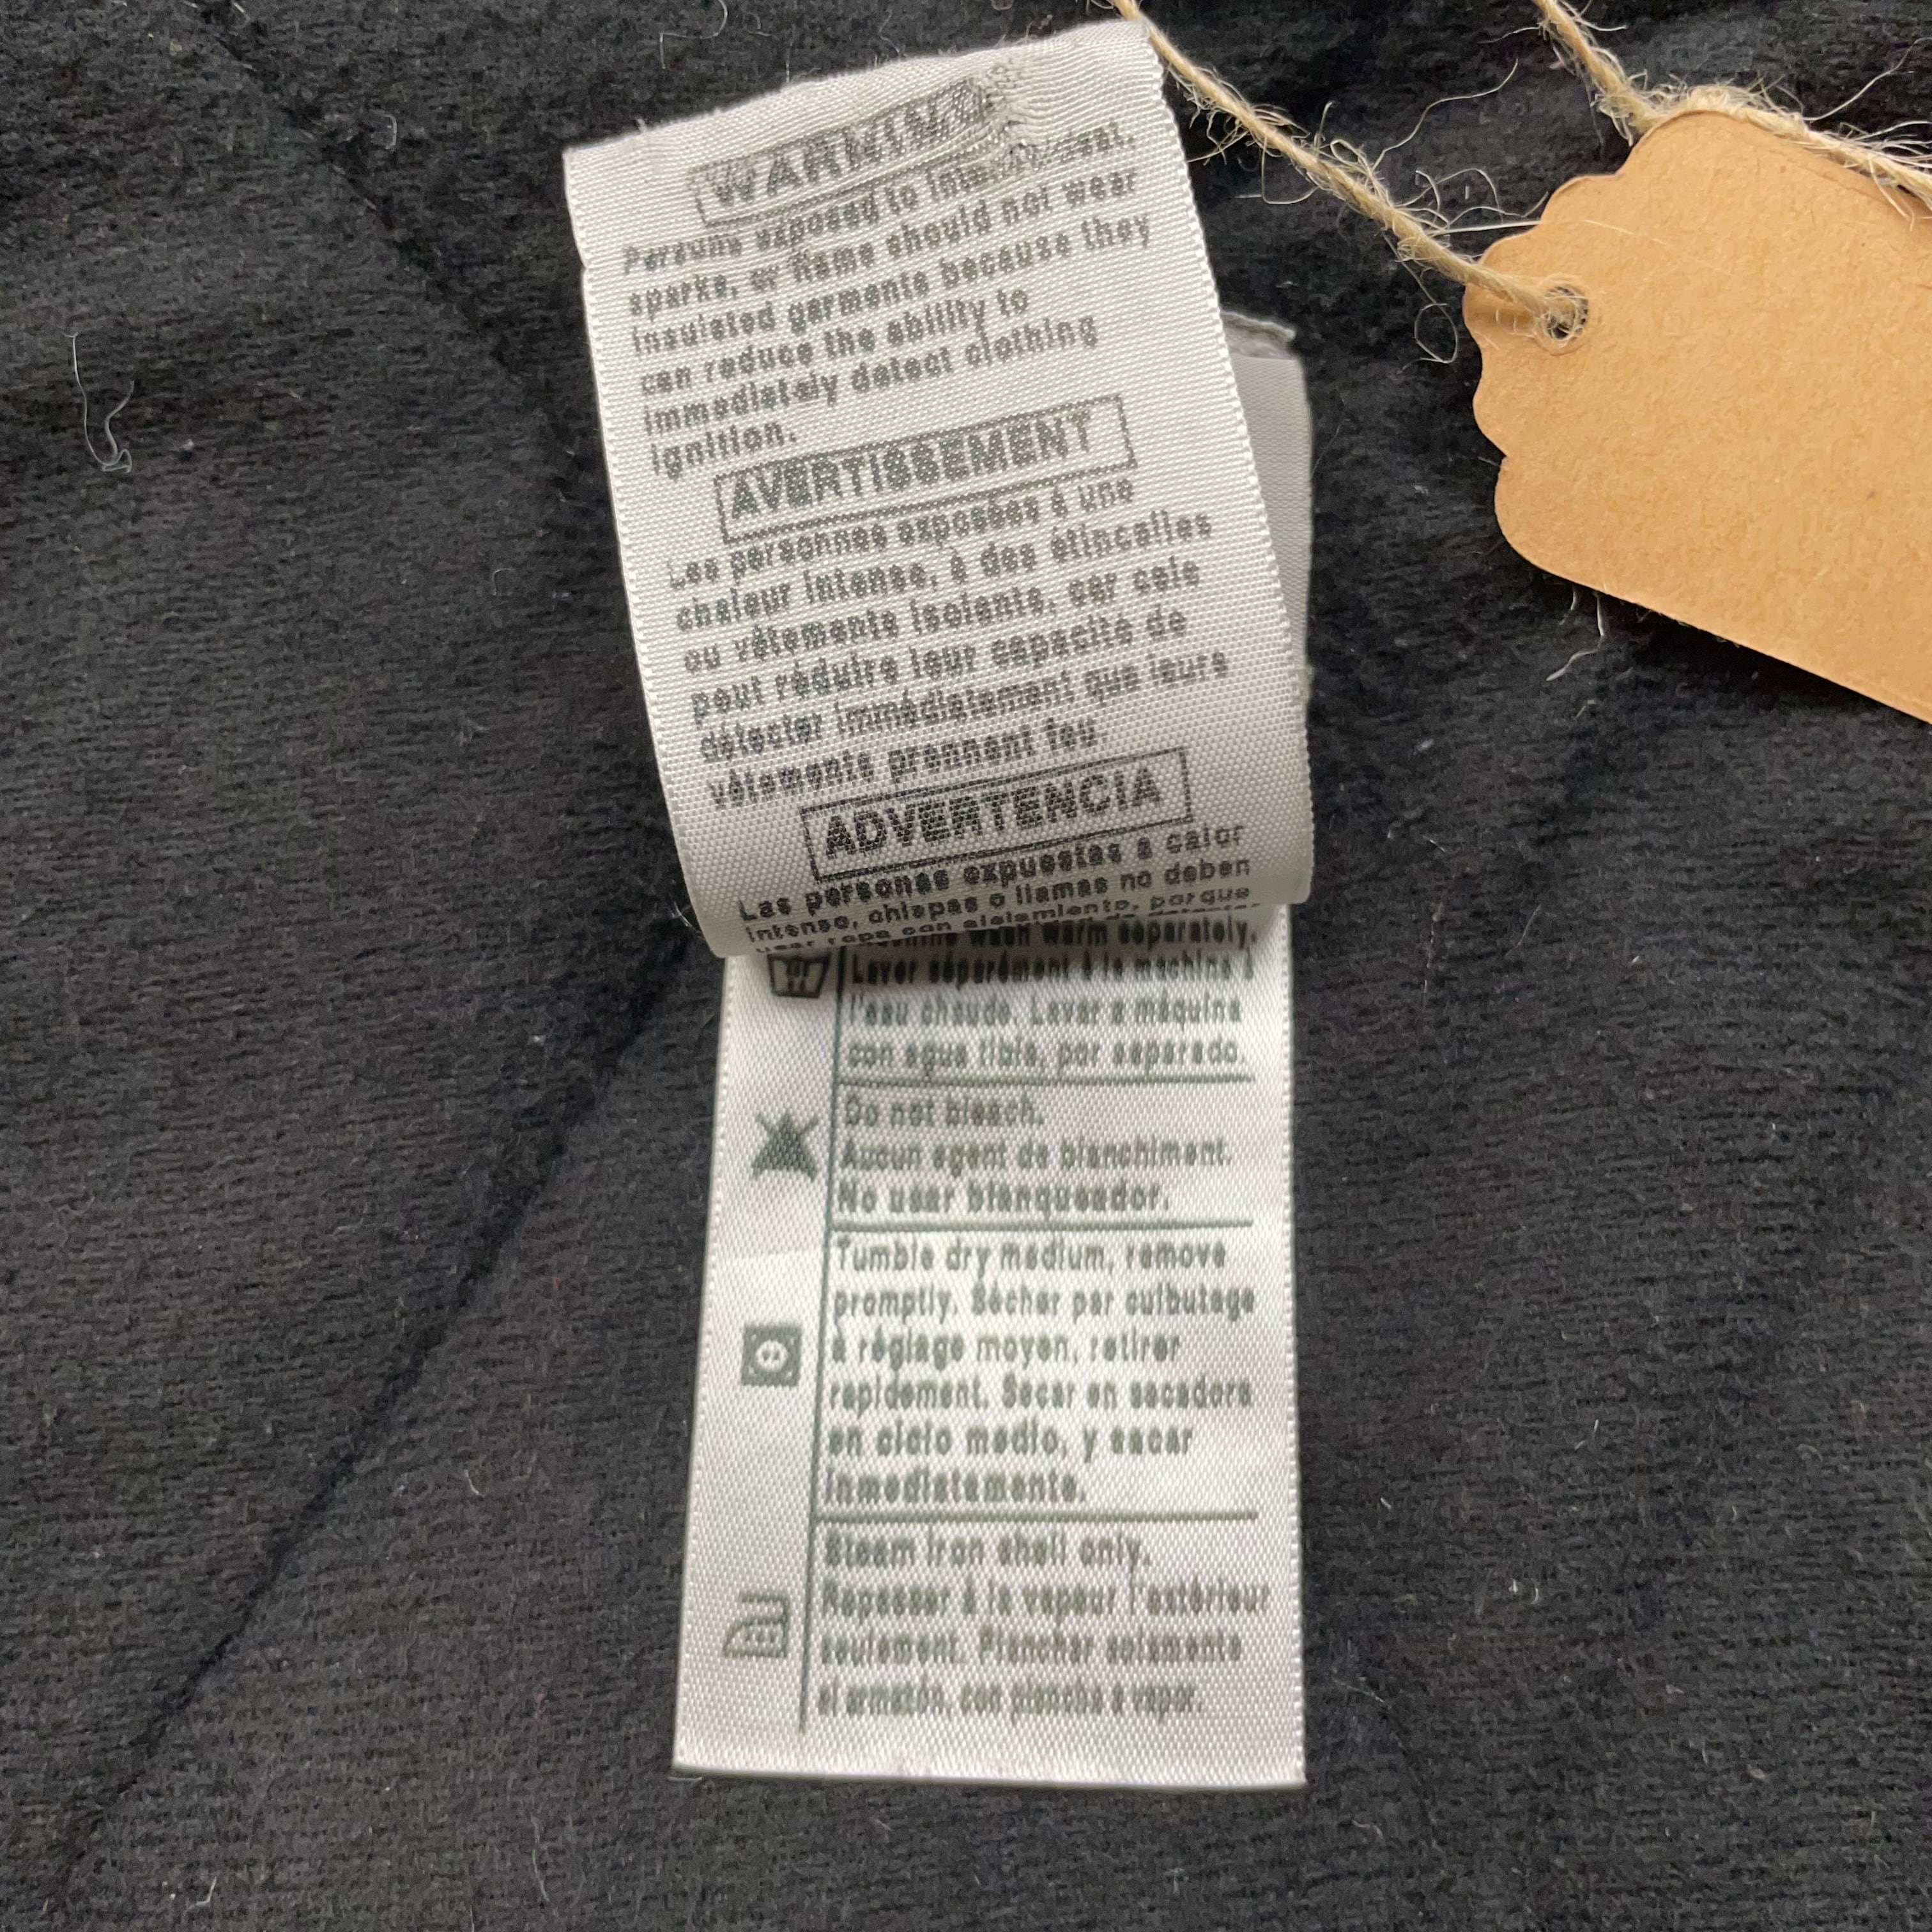 WARNING
Persons exposed to intense heat,
sparks, or flame should not wear
insulated garments because they
can reduce the ability to
immediately detect clothing
ignition.
AVERTISSEMENT
Les personnes exposées à une
chaleur intense, à des étincelles
ou vêtements isolants, car cela
peut réduire leur capacité de
détecter immédiatement que leurs
vêtements prennent feu.
ADVERTENCIA
Las personas expuestas a calor
intenso, chispas o llamas no deben
usar ropa con aislamiento, porque
wash warm separately.
Laver séparément à la machine à
l'eau chaude. Lavar a máquina
con agua tibia, por separado.
Do not bleach.
Aucun agent de blanchiment.
No usar blanqueador.
Tumble dry medium, remove
promptly. Sécher par culbutage
à réglage moyen, retirer
rapidement. Secar en secadora
en ciclo medio, y sacar
inmediatamente.
Steam iron shell only.
Repasser à la vapeur l'extérieur
seulement. Planchar solamente
el armazón, con plancha a vapor.